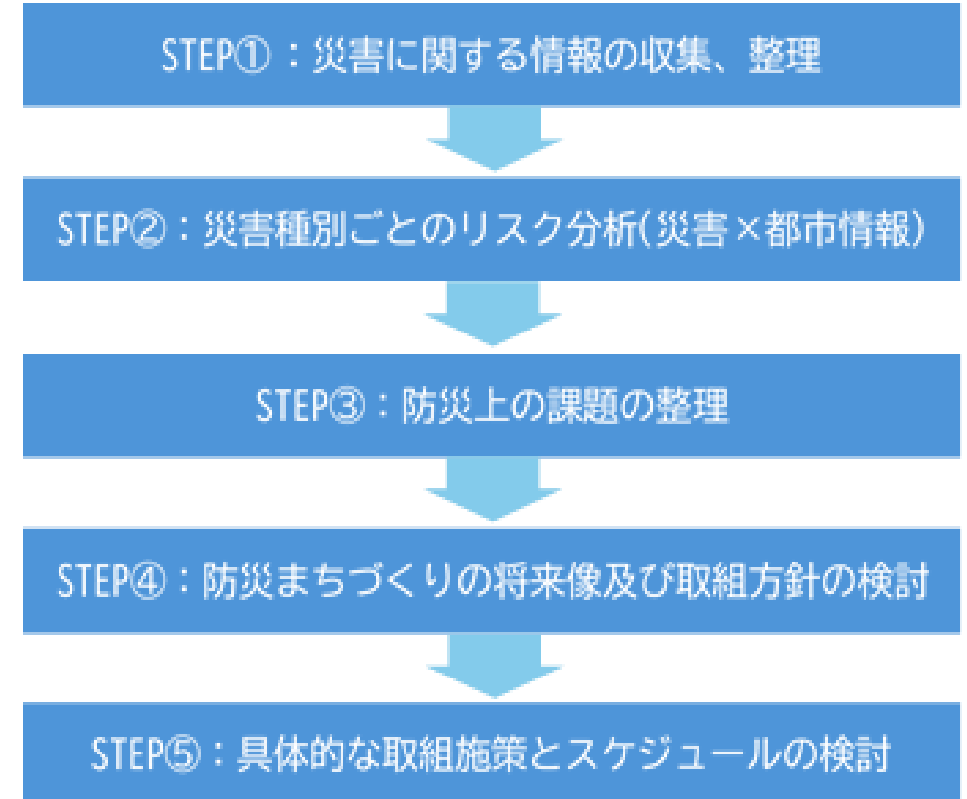 STEP①：災害に関する情報の収集、整理
STEP②：災害種別ごとのリスク分析(災害×都市情報)
STEP③：防災上の課題の整理
STEP④：防災まちづくりの将来像及び取組方針の検討
STEP⑤：具体的な取組施策とスケジュールの検討